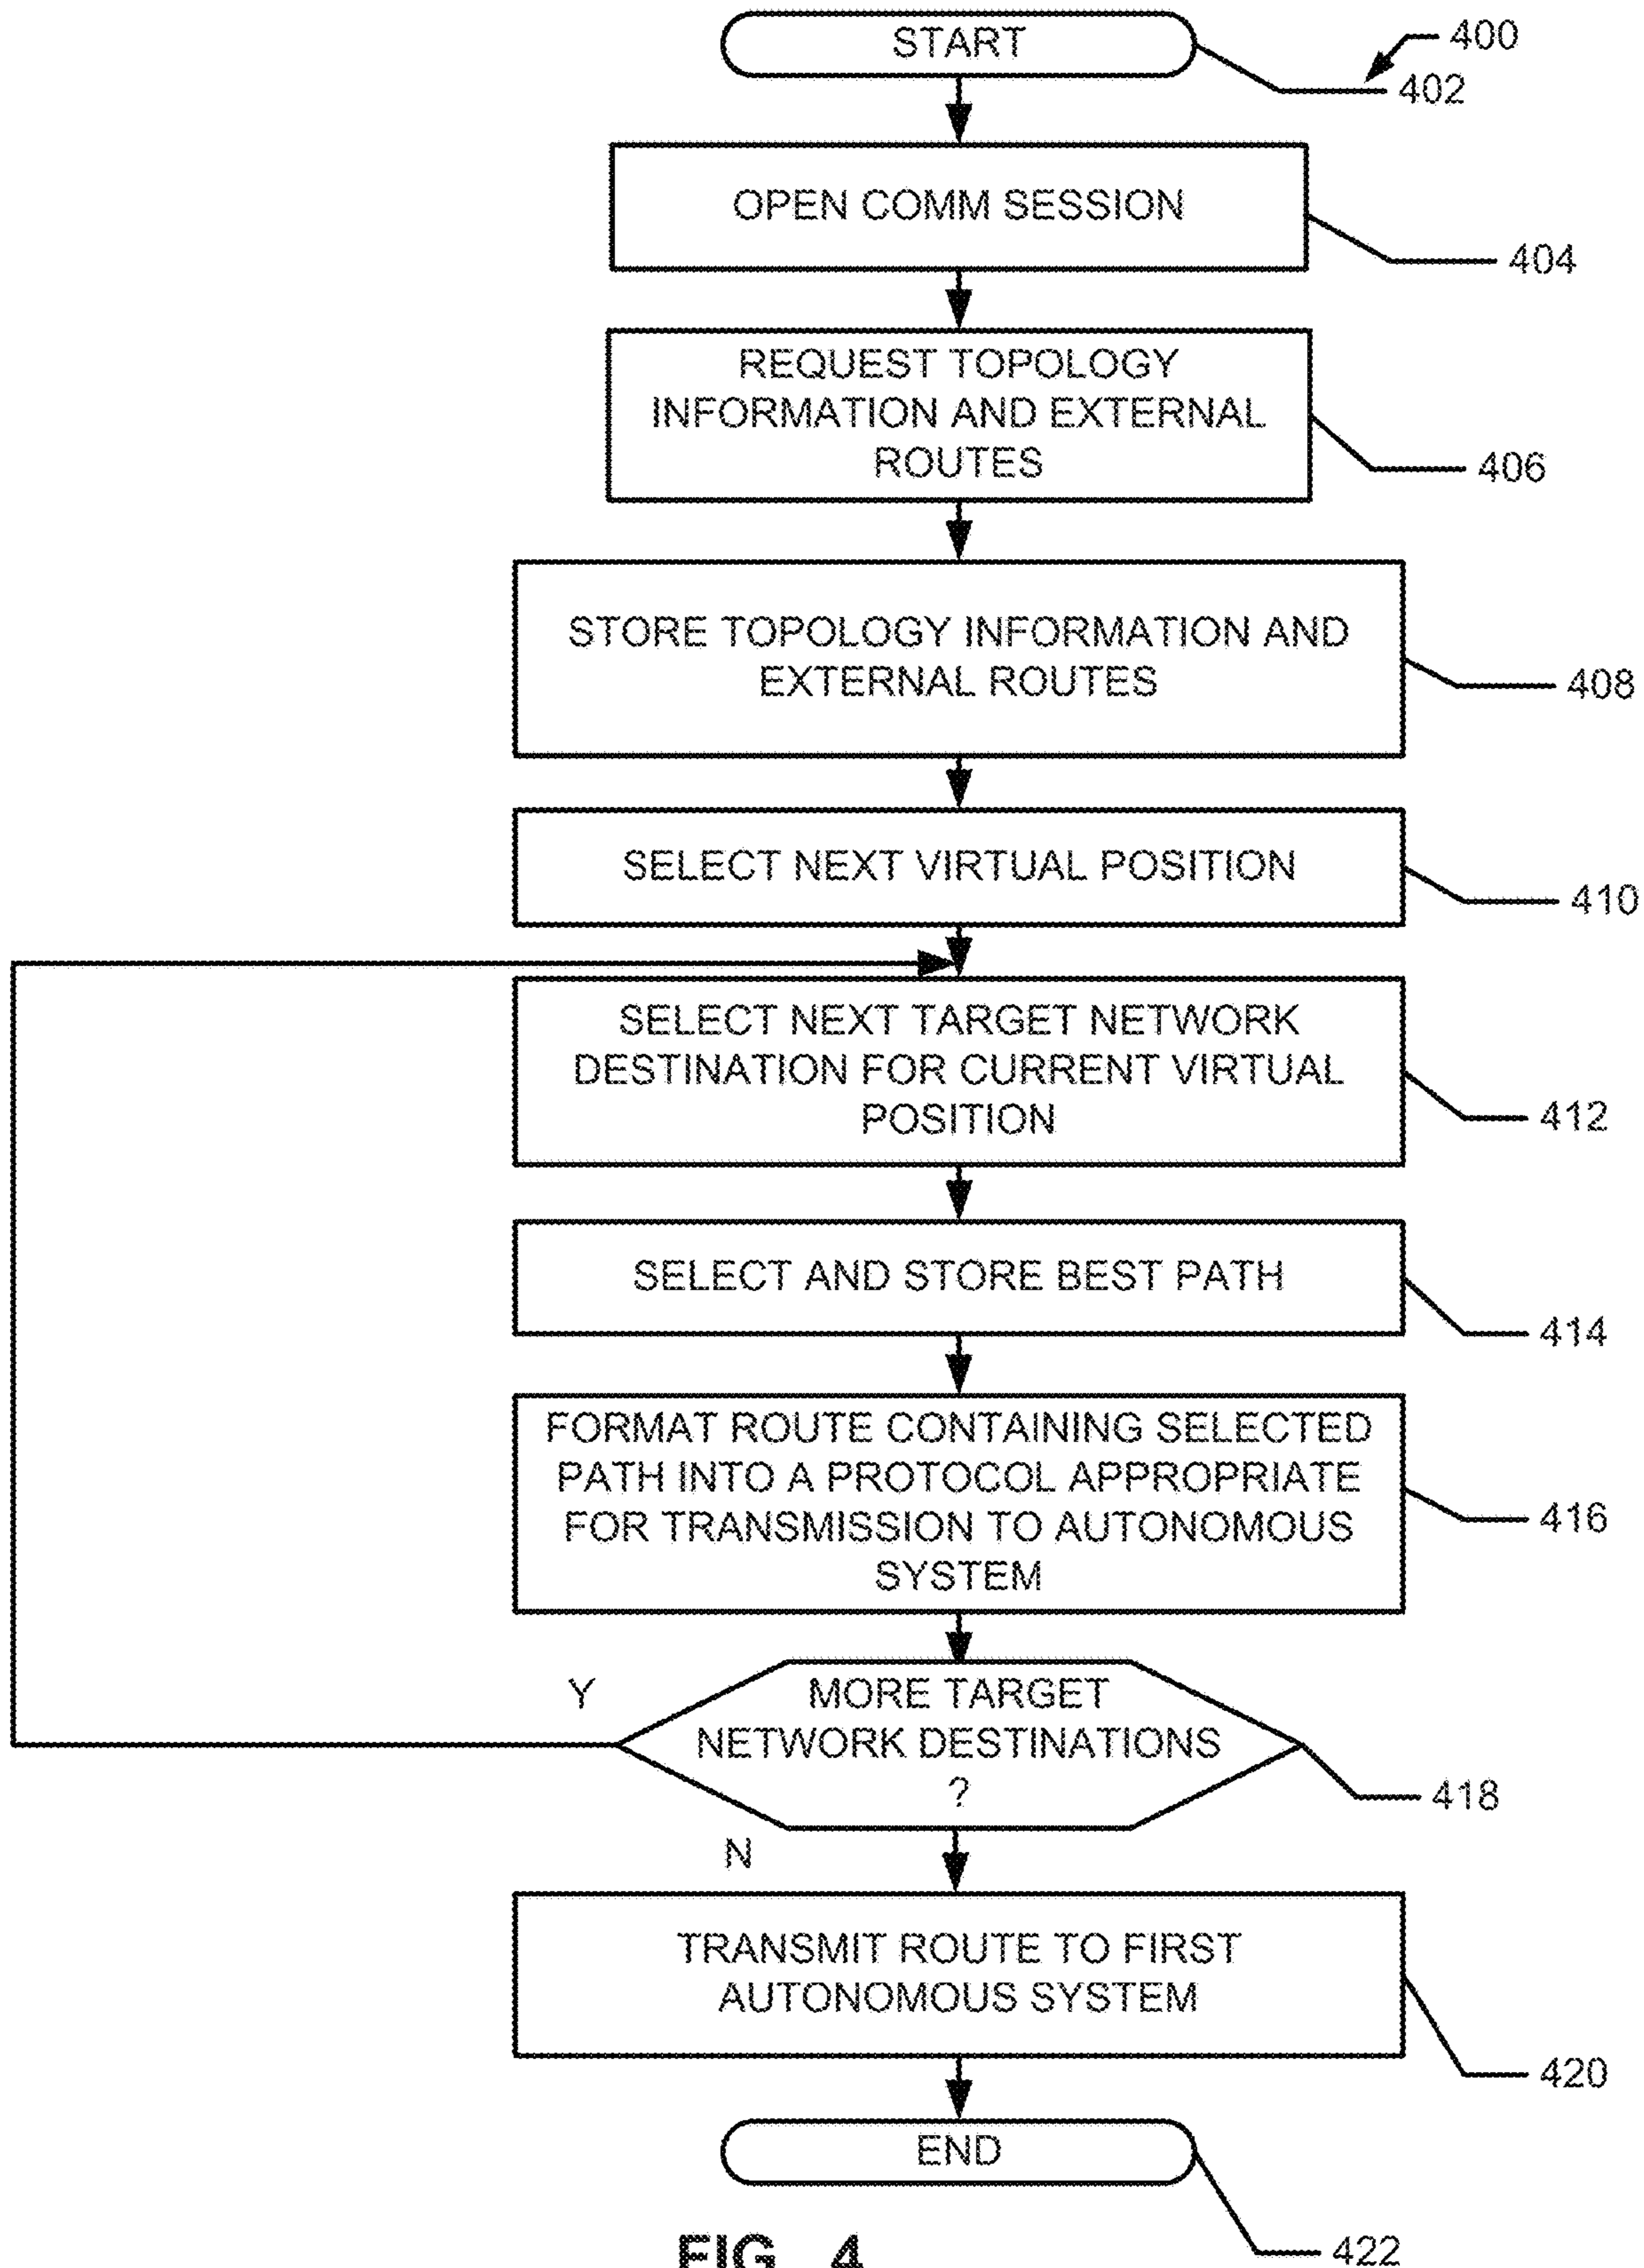 START
400
402
OPEN COMM SESSION
404
REQUEST TOPOLOGY
INFORMATION AND EXTERNAL
ROUTES
406
STORE TOPOLOGY INFORMATION AND
EXTERNAL ROUTES
408
SELECT NEXT VIRTUAL POSITION
410
SELECT NEXT TARGET NETWORK
DESTINATION FOR CURRENT VIRTUAL
POSITION
412
SELECT AND STORE BEST PATH
414
FORMAT ROUTE CONTAINING SELECTED
PATH INTO A PROTOCOL APPROPRIATE
FOR TRANSMISSION TO AUTONOMOUS
SYSTEM
416
Y
MORE TARGET
NETWORK DESTINATIONS
?
418
N
TRANSMIT ROUTE TO FIRST
AUTONOMOUS SYSTEM
420
END
422
FIG. 4